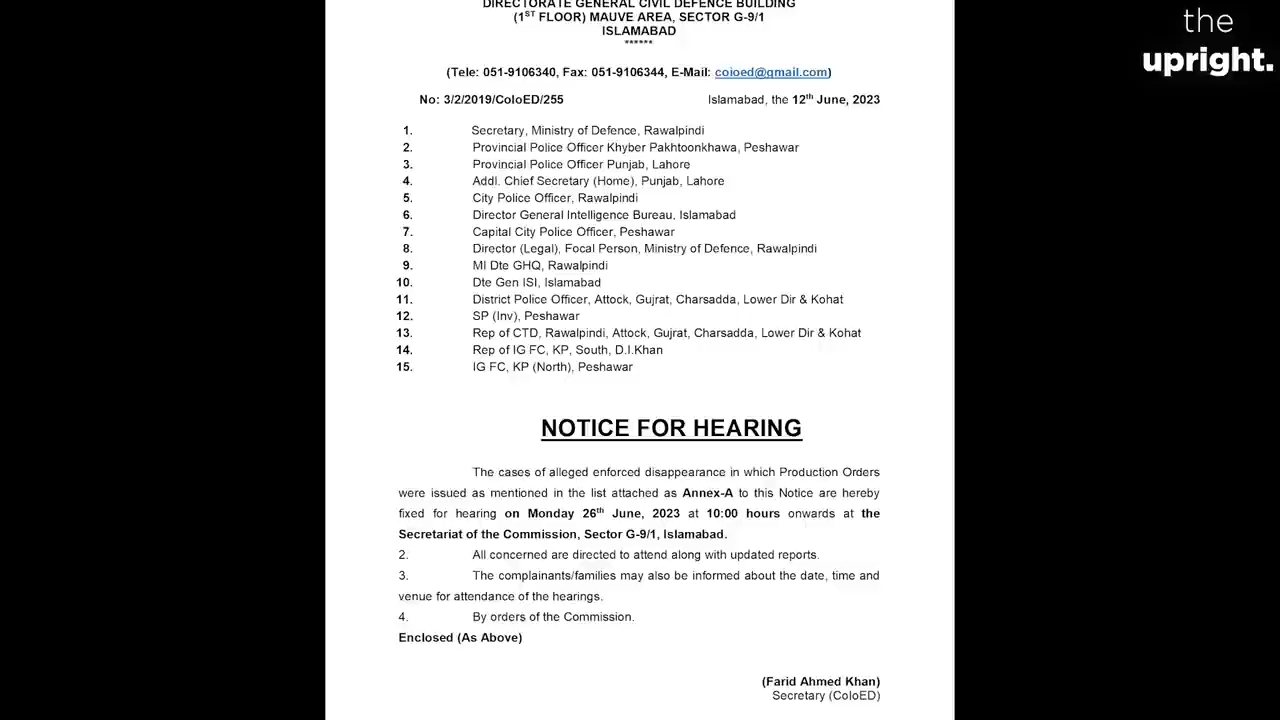 DIRECTORATE GENERAL CIVIL DEFENCE BUILDING
(1ST FLOOR) MAUVE AREA, SECTOR G-9/1
ISLAMABAD
******
(Tele: 051-9106340, Fax: 051-9106344, E-Mail: coioed@gmail.com)
No: 3/2/2019/CoIoED/255 Islamabad, the 12th June, 2023
1. Secretary, Ministry of Defence, Rawalpindi
2. Provincial Police Officer Khyber Pakhtoonkhawa, Peshawar
3. Provincial Police Officer Punjab, Lahore
4. Addl. Chief Secretary (Home), Punjab, Lahore
5. City Police Officer, Rawalpindi
6. Director General Intelligence Bureau, Islamabad
7. Capital City Police Officer, Peshawar
8. Director (Legal), Focal Person, Ministry of Defence, Rawalpindi
9. MI Dte GHQ, Rawalpindi
10. Dte Gen ISI, Islamabad
11. District Police Officer, Attock, Gujrat, Charsadda, Lower Dir & Kohat
12. SP (Inv), Peshawar
13. Rep of CTD, Rawalpindi, Attock, Gujrat, Charsadda, Lower Dir & Kohat
14. Rep of IG FC, KP, South, D.I.Khan
15. IG FC, KP (North), Peshawar
NOTICE FOR HEARING
The cases of alleged enforced disappearance in which Production Orders
were issued as mentioned in the list attached as Annex-A to this Notice are hereby
fixed for hearing on Monday 26th June, 2023 at 10:00 hours onwards at the
Secretariat of the Commission, Sector G-9/1, Islamabad.
2. All concerned are directed to attend along with updated reports.
3. The complainants/families may also be informed about the date, time and
venue for attendance of the hearings.
4. By orders of the Commission.
Enclosed (As Above)
(Farid Ahmed Khan)
Secretary (CoIoED)
the
upright.